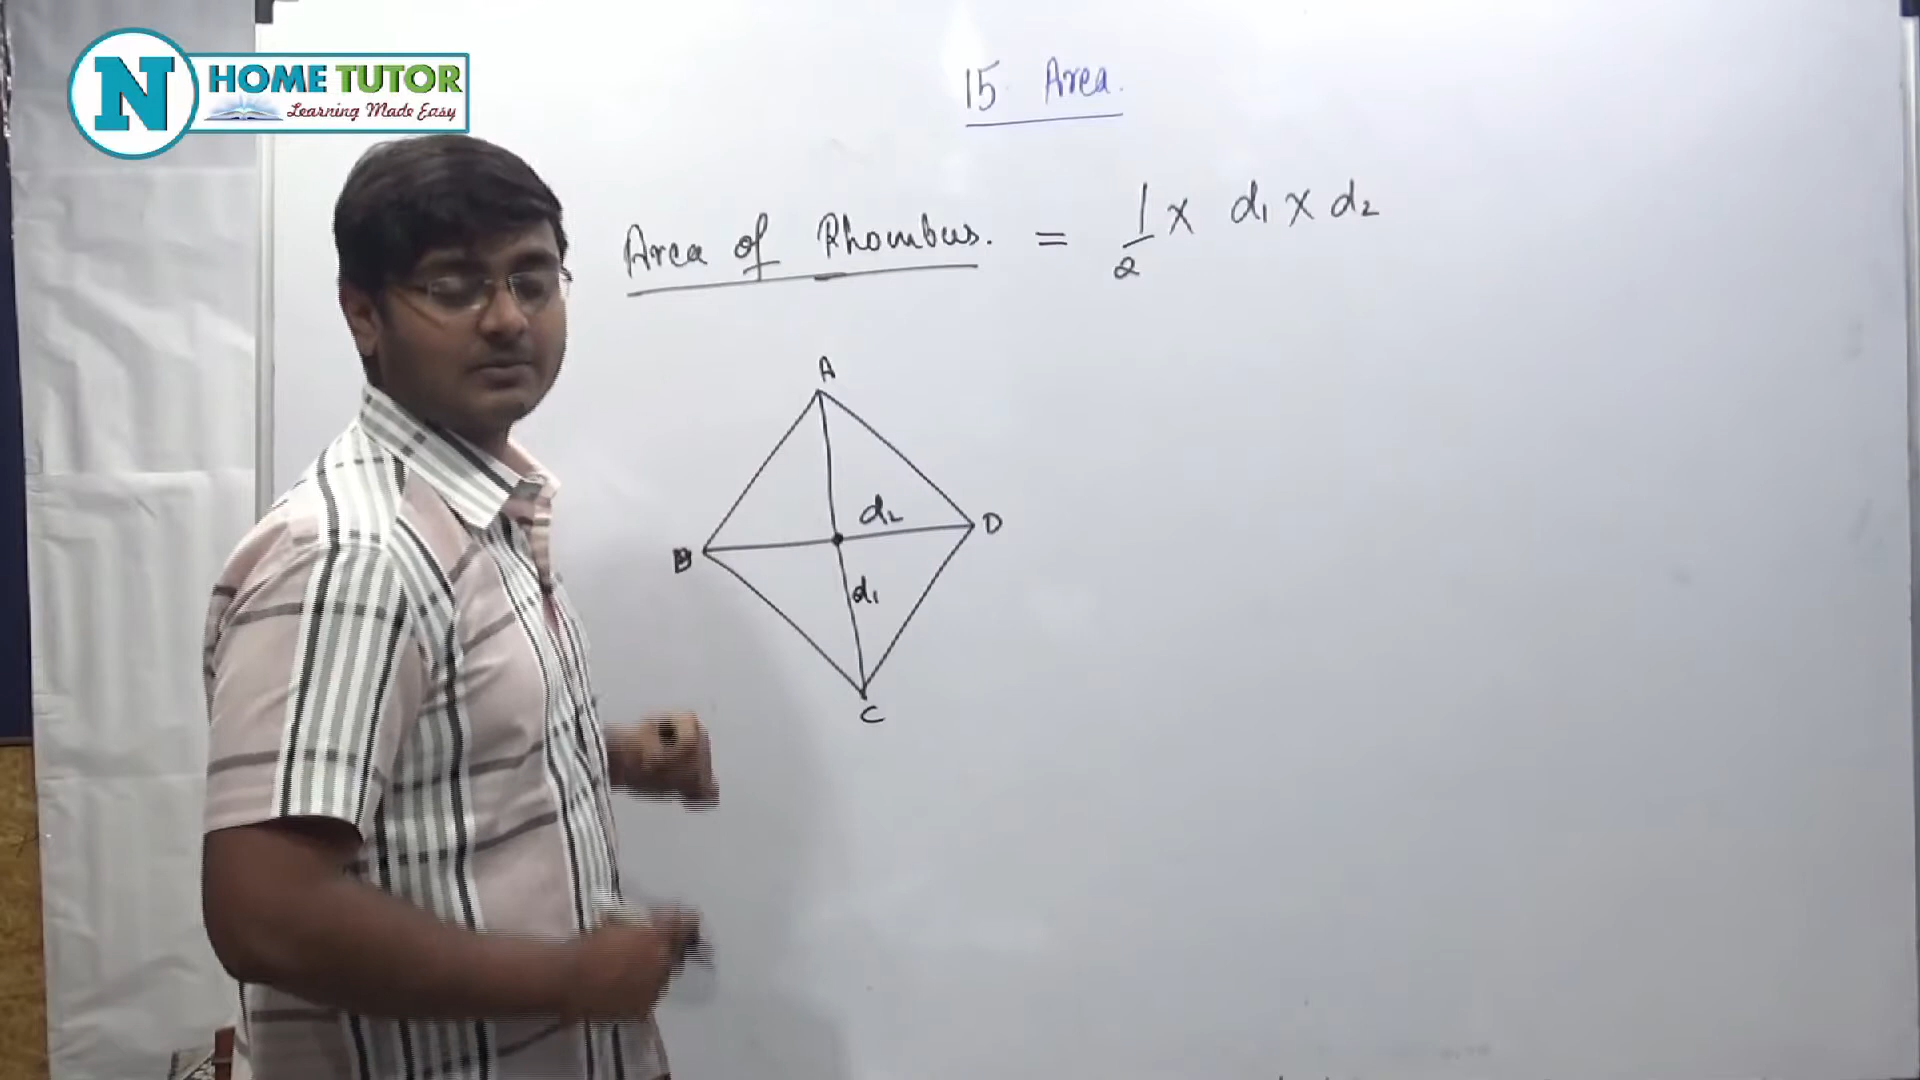 N HOME TUTOR
Learning Made Easy
15. Area.
Area of Rhombus. = 1/2 x d1 x d2
A
d2
B
D
d1
C